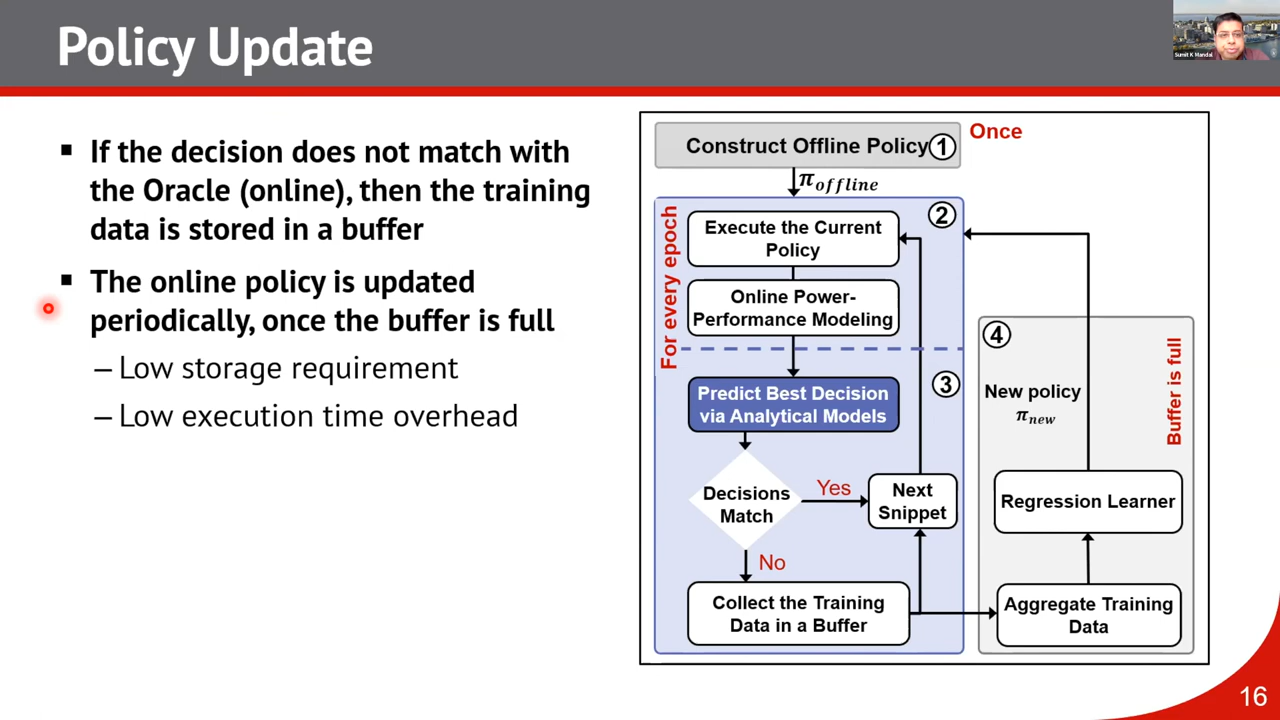 Policy Update
Sumit K Mandal
▪ If the decision does not match with
the Oracle (online), then the training
data is stored in a buffer
▪ The online policy is updated
periodically, once the buffer is full
– Low storage requirement
– Low execution time overhead
Construct Offline Policy 1
Once
π offline
For every epoch
2
Execute the Current
Policy
Online Power-
Performance Modeling
3
Predict Best Decision
via Analytical Models
Decisions
Match
Yes
Next
Snippet
No
Collect the Training
Data in a Buffer
4
New policy
π new
Buffer is full
Regression Learner
Aggregate Training
Data
16